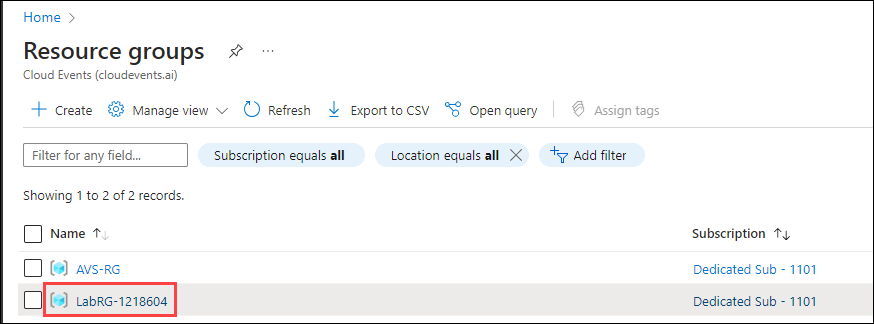 Home >
Resource groups ...
Cloud Events (cloudevents.ai)
+ Create Manage view Refresh Export to CSV Open query Assign tags
Filter for any field... Subscription equals all Location equals all Add filter
Showing 1 to 2 of 2 records.
Name ↑↓ Subscription ↑↓
AVS-RG Dedicated Sub - 1101
LabRG-1218604 Dedicated Sub - 1101